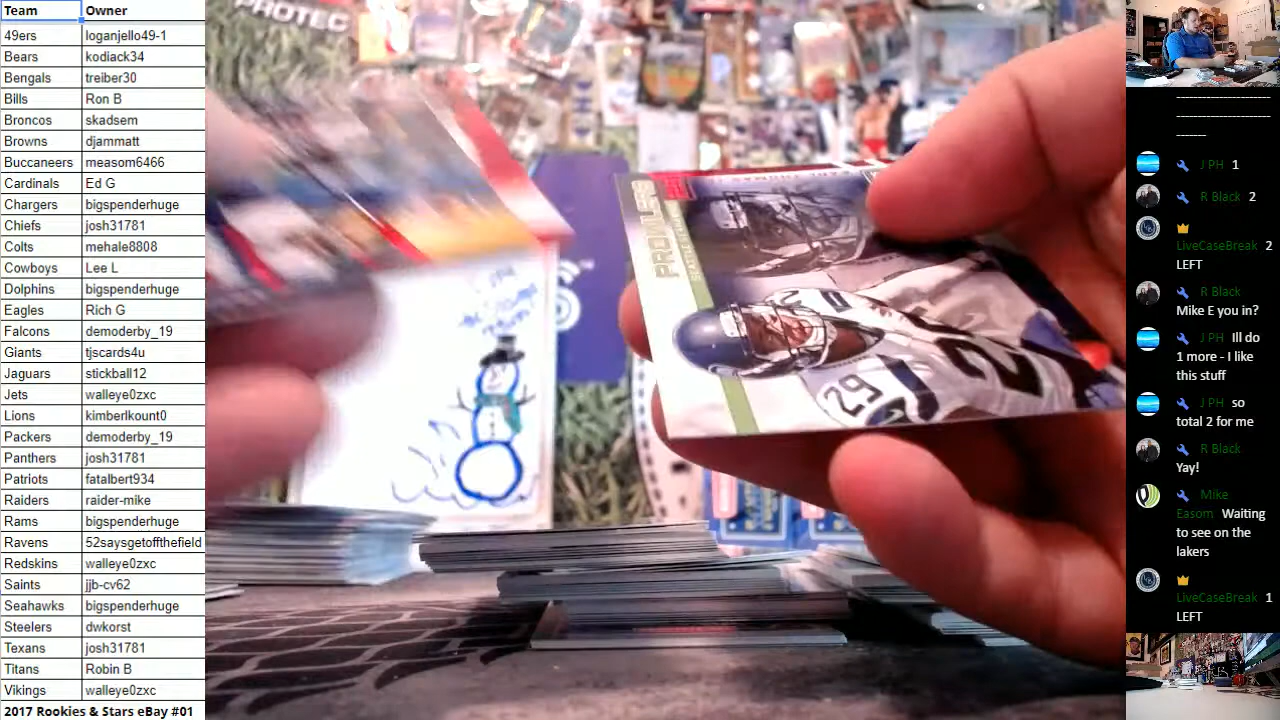 Team Owner
49ers loganjello49-1
Bears kodiack34
Bengals treiber30
Bills Ron B
Broncos skadsem
Browns djammatt
Buccaneers measom6466
Cardinals Ed G
Chargers bigspenderhuge
Chiefs josh31781
Colts mehale8808
Cowboys Lee L
Dolphins bigspenderhuge
Eagles Rich G
Falcons demoderby_19
Giants tjscards4u
Jaguars stickball12
Jets walleye0zxc
Lions kimberlkount0
Packers demoderby_19
Panthers josh31781
Patriots fatalbert934
Raiders raider-mike
Rams bigspenderhuge
Ravens 52saysgetoffthefield
Redskins walleye0zxc
Saints jjb-cv62
Seahawks bigspenderhuge
Steelers dwkorst
Texans josh31781
Titans Robin B
Vikings walleye0zxc
2017 Rookies & Stars eBay #01
PROTEC
PROWLERS
29
J PH 1
R Black 2
LiveCaseBreak 2
LEFT
R Black
Mike E you in?
J PH Ill do
1 more - I like
this stuff
J PH so
total 2 for me
R Black
Yay!
Mike
Easom Waiting
to see on the
lakers
LiveCaseBreak 1
LEFT